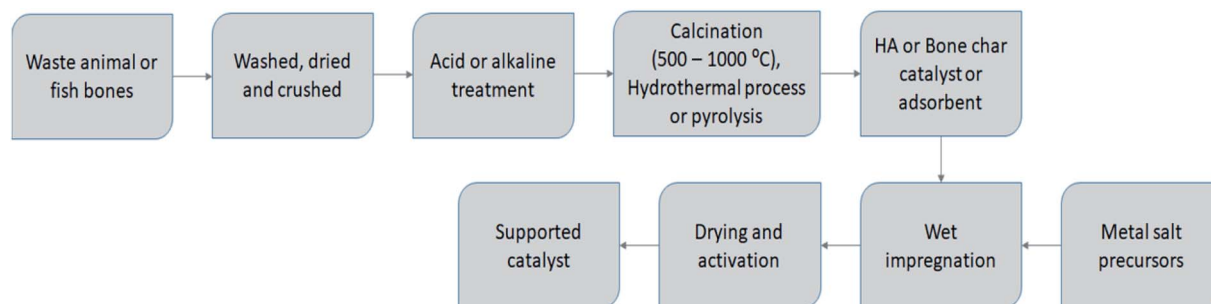 Waste animal or
fish bones
Washed, dried
and crushed
Acid or alkaline
treatment
Calcination
(500 – 1000 ⁰C),
Hydrothermal process
or pyrolysis
HA or Bone char
catalyst or
adsorbent
Supported
catalyst
Drying and
activation
Wet
impregnation
Metal salt
precursors